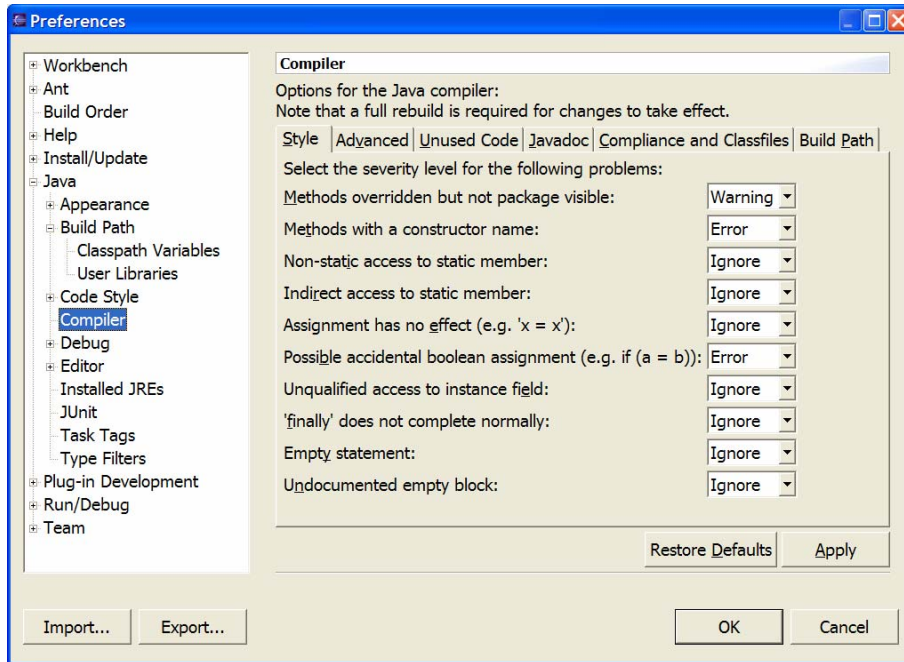 Preferences
Workbench
Ant
Build Order
Help
Install/Update
Java
Appearance
Build Path
Classpath Variables
User Libraries
Code Style
Compiler
Debug
Editor
Installed JREs
JUnit
Task Tags
Type Filters
Plug-in Development
Run/Debug
Team
Compiler
Options for the Java compiler:
Note that a full rebuild is required for changes to take effect.
Style Advanced Unused Code Javadoc Compliance and Classfiles Build Path
Select the severity level for the following problems:
Methods overridden but not package visible: Warning
Methods with a constructor name: Error
Non-static access to static member: Ignore
Indirect access to static member: Ignore
Assignment has no effect (e.g. 'x = x'): Ignore
Possible accidental boolean assignment (e.g. if (a = b)): Error
Unqualified access to instance field: Ignore
'finally' does not complete normally: Ignore
Empty statement: Ignore
Undocumented empty block: Ignore
Restore Defaults Apply
Import... Export... OK Cancel